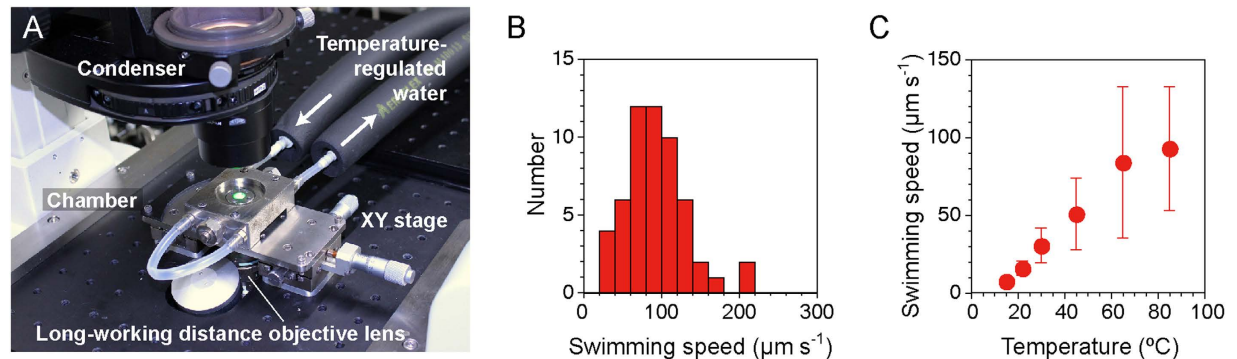 A
Temperature-
regulated
water
Condenser
Chamber
XY stage
Long-working distance objective lens
B
15
10
5
0
Number
0 100 200 300
Swimming speed (µm s-1)
C
150
100
50
0
Swimming speed (µm s-1)
0 20 40 60 80 100
Temperature (ºC)